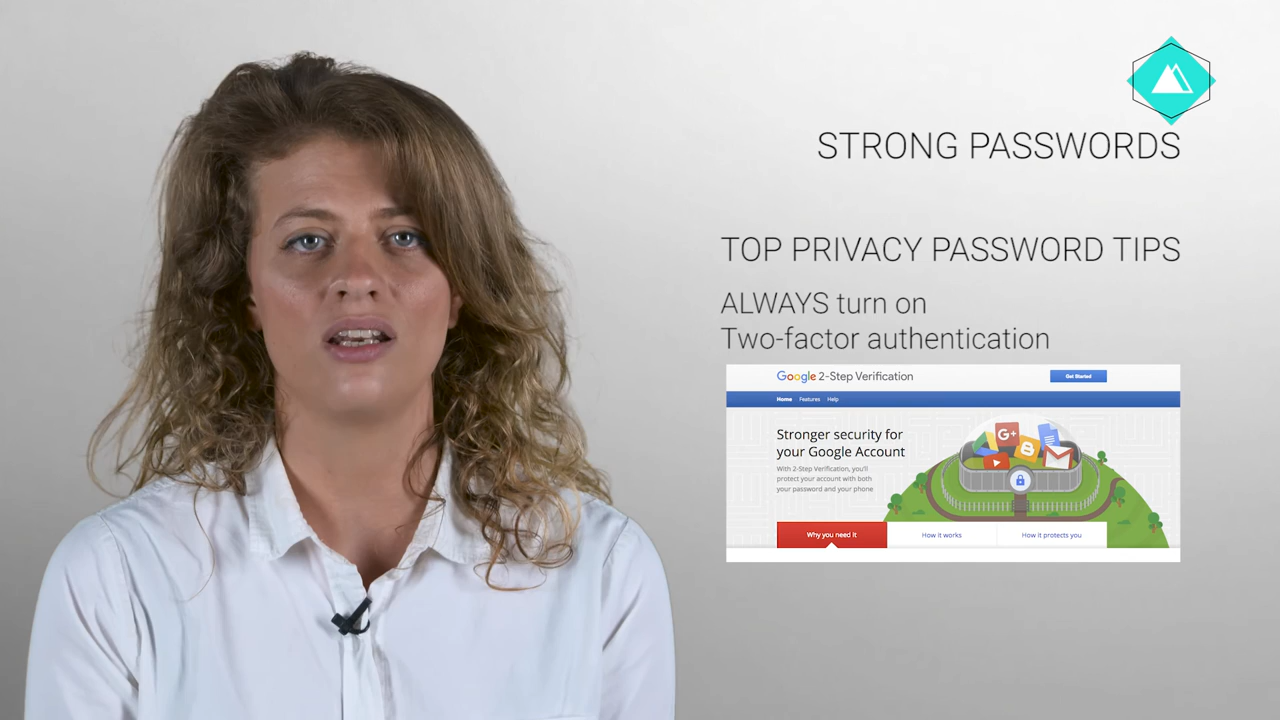 STRONG PASSWORDS
TOP PRIVACY PASSWORD TIPS
ALWAYS turn on
Two-factor authentication
Google 2-Step Verification
Get Started
Home Features Help
Stronger security for
your Google Account
With 2-Step Verification, you'll
protect your account with both
your password and your phone
G+
Why you need it
How it works
How it protects you